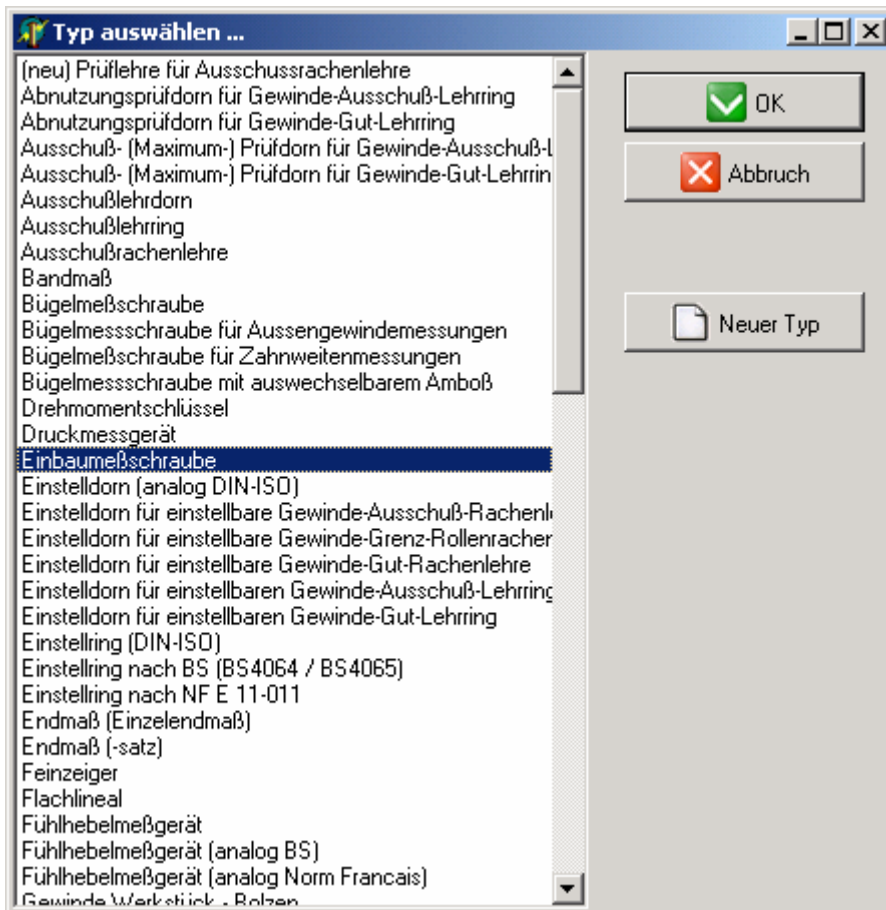 Typ auswählen ...
(neu) Prüflehre für Ausschussrachenlehre
Abnutzungsprüfdorn für Gewinde-Ausschuß-Lehrring
Abnutzungsprüfdorn für Gewinde-Gut-Lehrring
Ausschuß- (Maximum-) Prüfdorn für Gewinde-Ausschuß-L
Ausschuß- (Maximum-) Prüfdorn für Gewinde-Gut-Lehrrin
Ausschußlehrdorn
Ausschußlehrring
Ausschußrachenlehre
Bandmaß
Bügelmeßschraube
Bügelmessschraube für Aussengewindemessungen
Bügelmeßschraube für Zahnweitenmessungen
Bügelmessschraube mit auswechselbarem Amboß
Drehmomentschlüssel
Druckmessgerät
Einbaumeßschraube
Einstelldorn (analog DIN-ISO)
Einstelldorn für einstellbare Gewinde-Ausschuß-Rachenl
Einstelldorn für einstellbare Gewinde-Grenz-Rollenracher
Einstelldorn für einstellbare Gewinde-Gut-Rachenlehre
Einstelldorn für einstellbaren Gewinde-Ausschuß-Lehrring
Einstelldorn für einstellbaren Gewinde-Gut-Lehrring
Einstellring (DIN-ISO)
Einstellring nach BS (BS4064 / BS4065)
Einstellring nach NF E 11-011
Endmaß (Einzelendmaß)
Endmaß (-satz)
Feinzeiger
Flachlineal
Fühlhebelmeßgerät
Fühlhebelmeßgerät (analog BS)
Fühlhebelmeßgerät (analog Norm Francais)
Gewinde Werkstück - Bolzen
OK
Abbruch
Neuer Typ